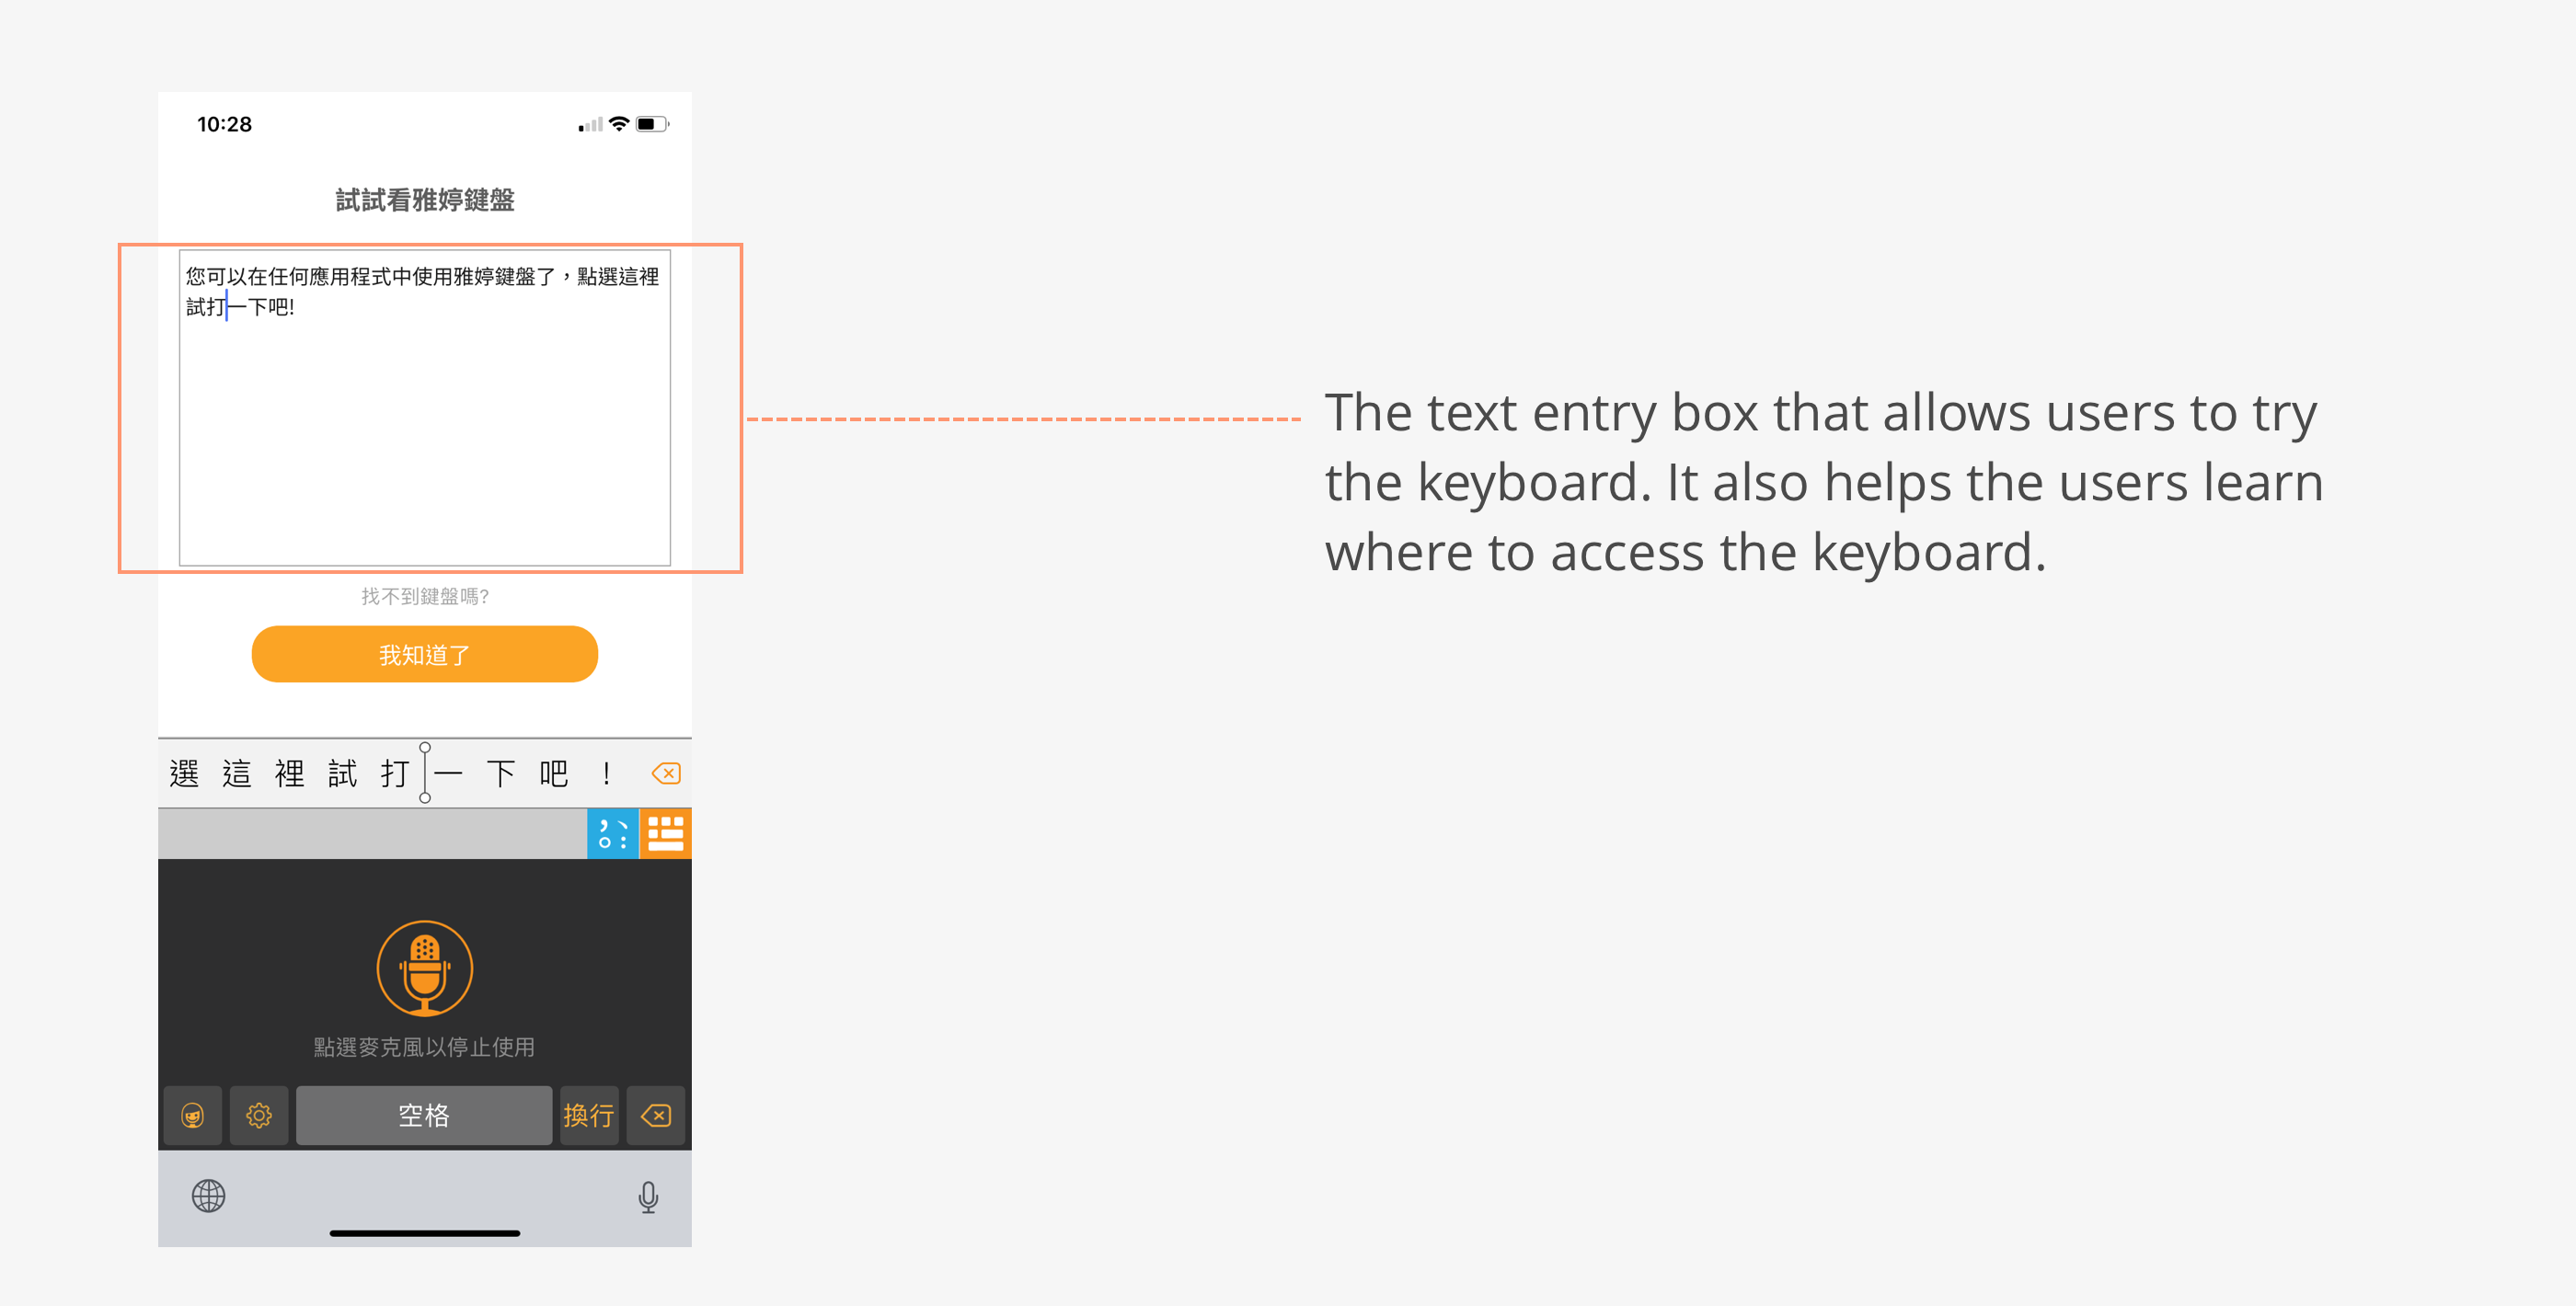 10:28
試試看雅婷鍵盤
您可以在任何應用程式中使用雅婷鍵盤了，點選這裡
試打一下吧!
找不到鍵盤嗎?
我知道了
選 這 裡 試 打 一 下 吧 !
，、。：
點選麥克風以停止使用
空格 換行
The text entry box that allows users to try
the keyboard. It also helps the users learn
where to access the keyboard.